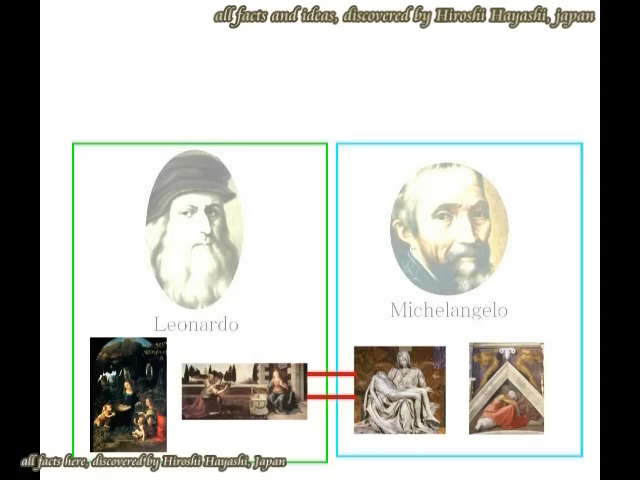 all facts and ideas, discovered by Hiroshi Hayashi, japan
Leonardo
Michelangelo
all facts here, discovered by Hiroshi Hayashi, Japan